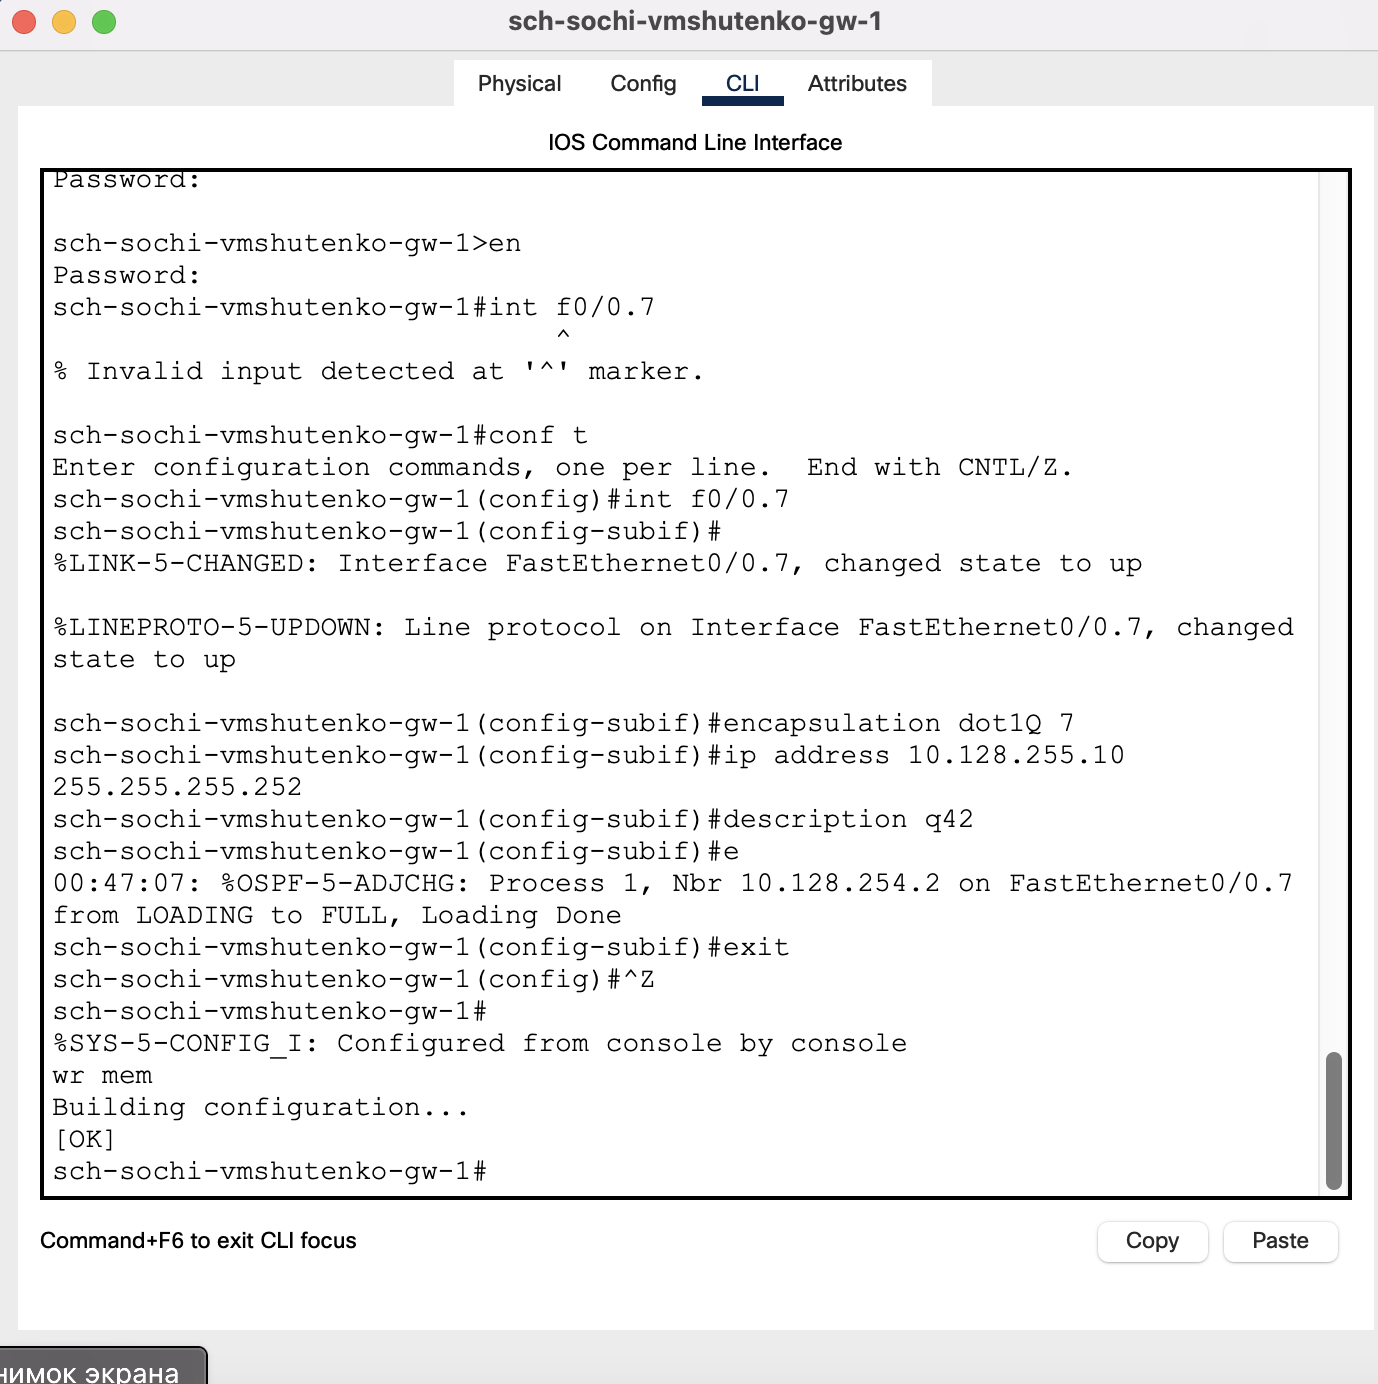 sch-sochi-vmshutenko-gw-1
Physical Config CLI Attributes
IOS Command Line Interface
Password:
sch-sochi-vmshutenko-gw-1>en
Password:
sch-sochi-vmshutenko-gw-1#int f0/0.7
^
% Invalid input detected at '^' marker.
sch-sochi-vmshutenko-gw-1#conf t
Enter configuration commands, one per line.  End with CNTL/Z.
sch-sochi-vmshutenko-gw-1(config)#int f0/0.7
sch-sochi-vmshutenko-gw-1(config-subif)#
%LINK-5-CHANGED: Interface FastEthernet0/0.7, changed state to up
%LINEPROTO-5-UPDOWN: Line protocol on Interface FastEthernet0/0.7, changed
state to up
sch-sochi-vmshutenko-gw-1(config-subif)#encapsulation dot1Q 7
sch-sochi-vmshutenko-gw-1(config-subif)#ip address 10.128.255.10
255.255.255.252
sch-sochi-vmshutenko-gw-1(config-subif)#description q42
sch-sochi-vmshutenko-gw-1(config-subif)#e
00:47:07: %OSPF-5-ADJCHG: Process 1, Nbr 10.128.254.2 on FastEthernet0/0.7
from LOADING to FULL, Loading Done
sch-sochi-vmshutenko-gw-1(config-subif)#exit
sch-sochi-vmshutenko-gw-1(config)#^Z
sch-sochi-vmshutenko-gw-1#
%SYS-5-CONFIG_I: Configured from console by console
wr mem
Building configuration...
[OK]
sch-sochi-vmshutenko-gw-1#
Command+F6 to exit CLI focus
Copy Paste
нимок экрана